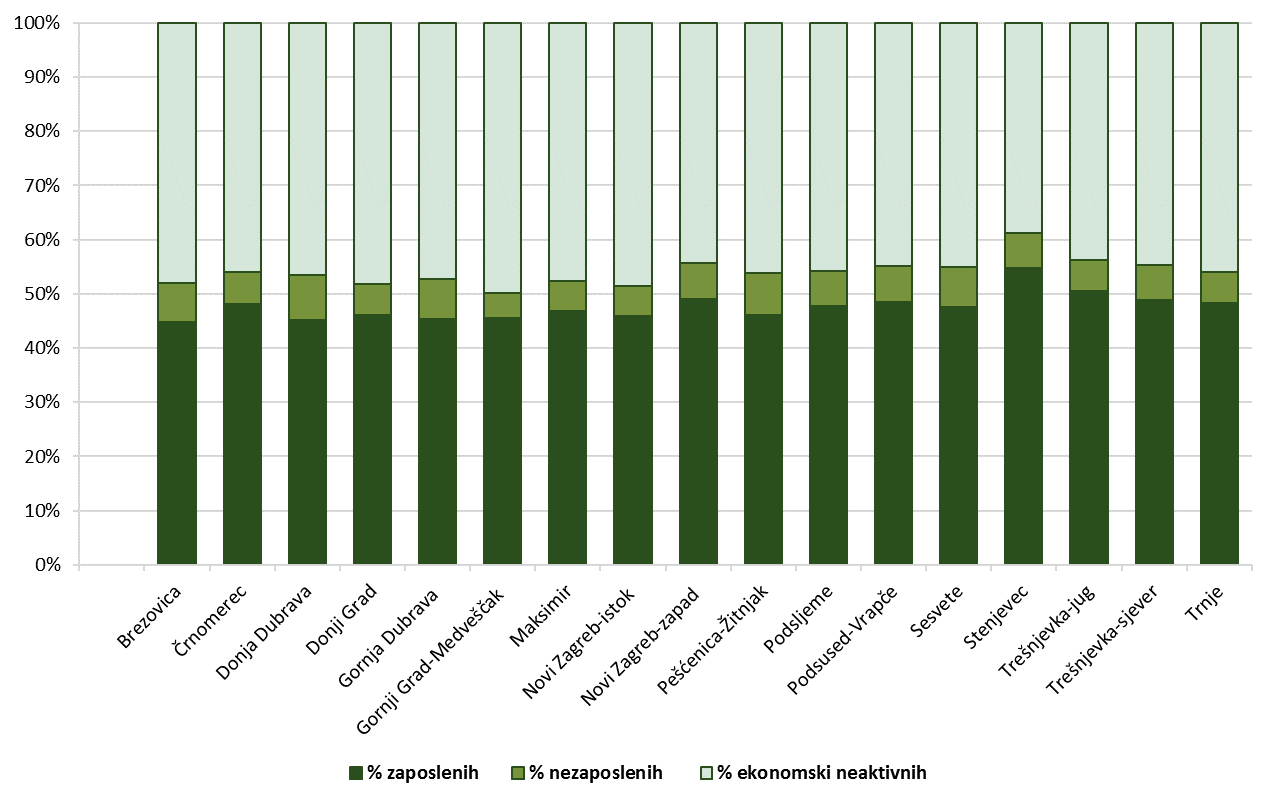 100%
90%
80%
70%
60%
50%
40%
30%
20%
10%
0%
Brezovica
Črnomerec
Donja Dubrava
Donji Grad
Gornja Dubrava
Gornji Grad-Medveščak
Maksimir
Novi Zagreb-istok
Novi Zagreb-zapad
Pešćenica-Žitnjak
Podsljeme
Podsused-Vrapče
Sesvete
Stenjevec
Trešnjevka-jug
Trešnjevka-sjever
Trnje
% zaposlenih % nezaposlenih % ekonomski neaktivnih